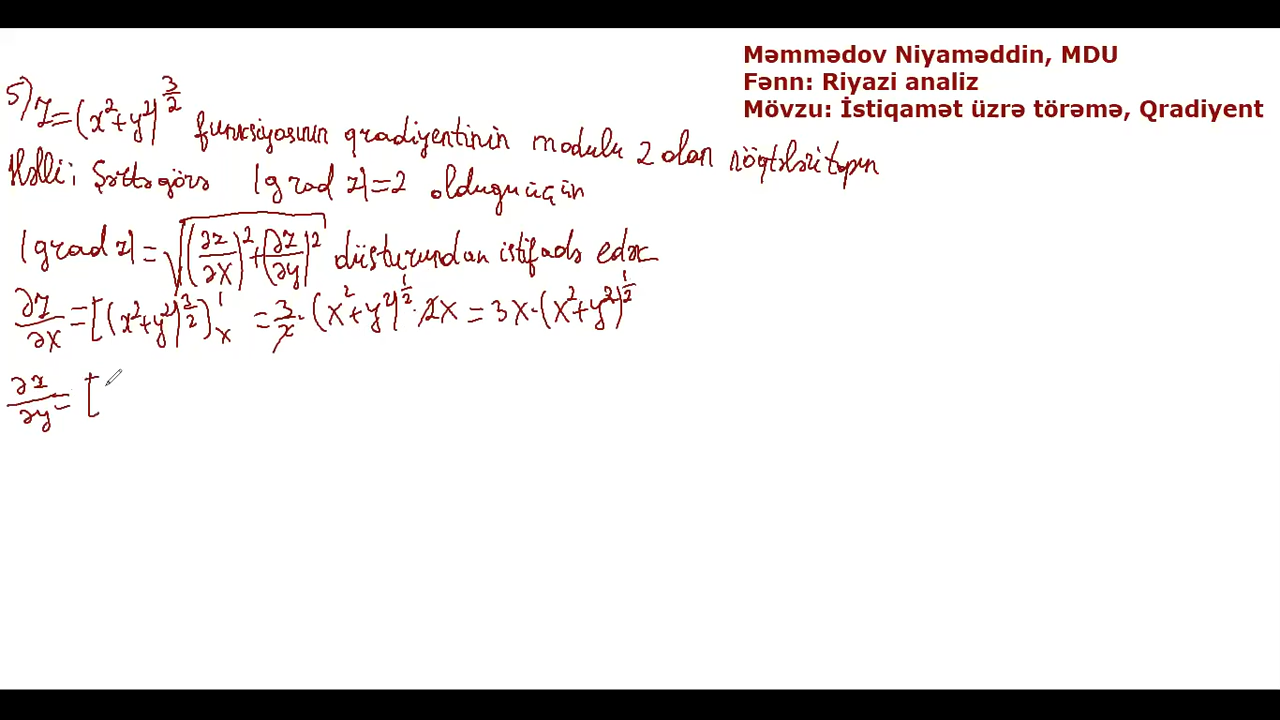 Məmmədov Niyaməddin, MDU
Fənn: Riyazi analiz
Mövzu: İstiqamət üzrə törəmə, Qradiyent
5) Z=(x²+y²)^{3/2} funksiyasının qradiyentinin modulu 2 olan nöqtələri tapın
Həlli: Şərtə görə |grad z|=2 olduğu üçün
|grad z| = √((∂z/∂x)²+(∂z/∂y)²) düsturundan istifadə edək
∂z/∂x = [(x²+y²)^{3/2}]'ₓ = 3/2·(x²+y²)^{1/2}·2x = 3x·(x²+y²)^{1/2}
∂z/∂y = [